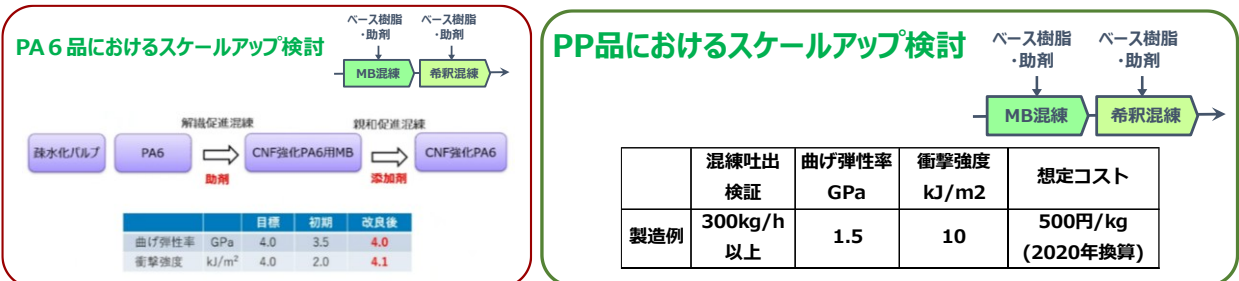 PA6品におけるスケールアップ検討
ベース樹脂 ベース樹脂
・助剤 ・助剤
MB混練 希釈混練
解繊促進混練 親和促進混練
疎水化パルプ PA6 CNF強化PA6用MB CNF強化PA6
助剤 添加剤
目標 初期 改良後
曲げ弾性率 GPa 4.0 3.5 4.0
衝撃強度 kJ/m² 4.0 2.0 4.1
PP品におけるスケールアップ検討
ベース樹脂 ベース樹脂
・助剤 ・助剤
MB混練 希釈混練
混練吐出 曲げ弾性率 衝撃強度 想定コスト
検証 GPa kJ/m2
製造例 300kg/h 1.5 10 500円/kg
以上 (2020年換算)